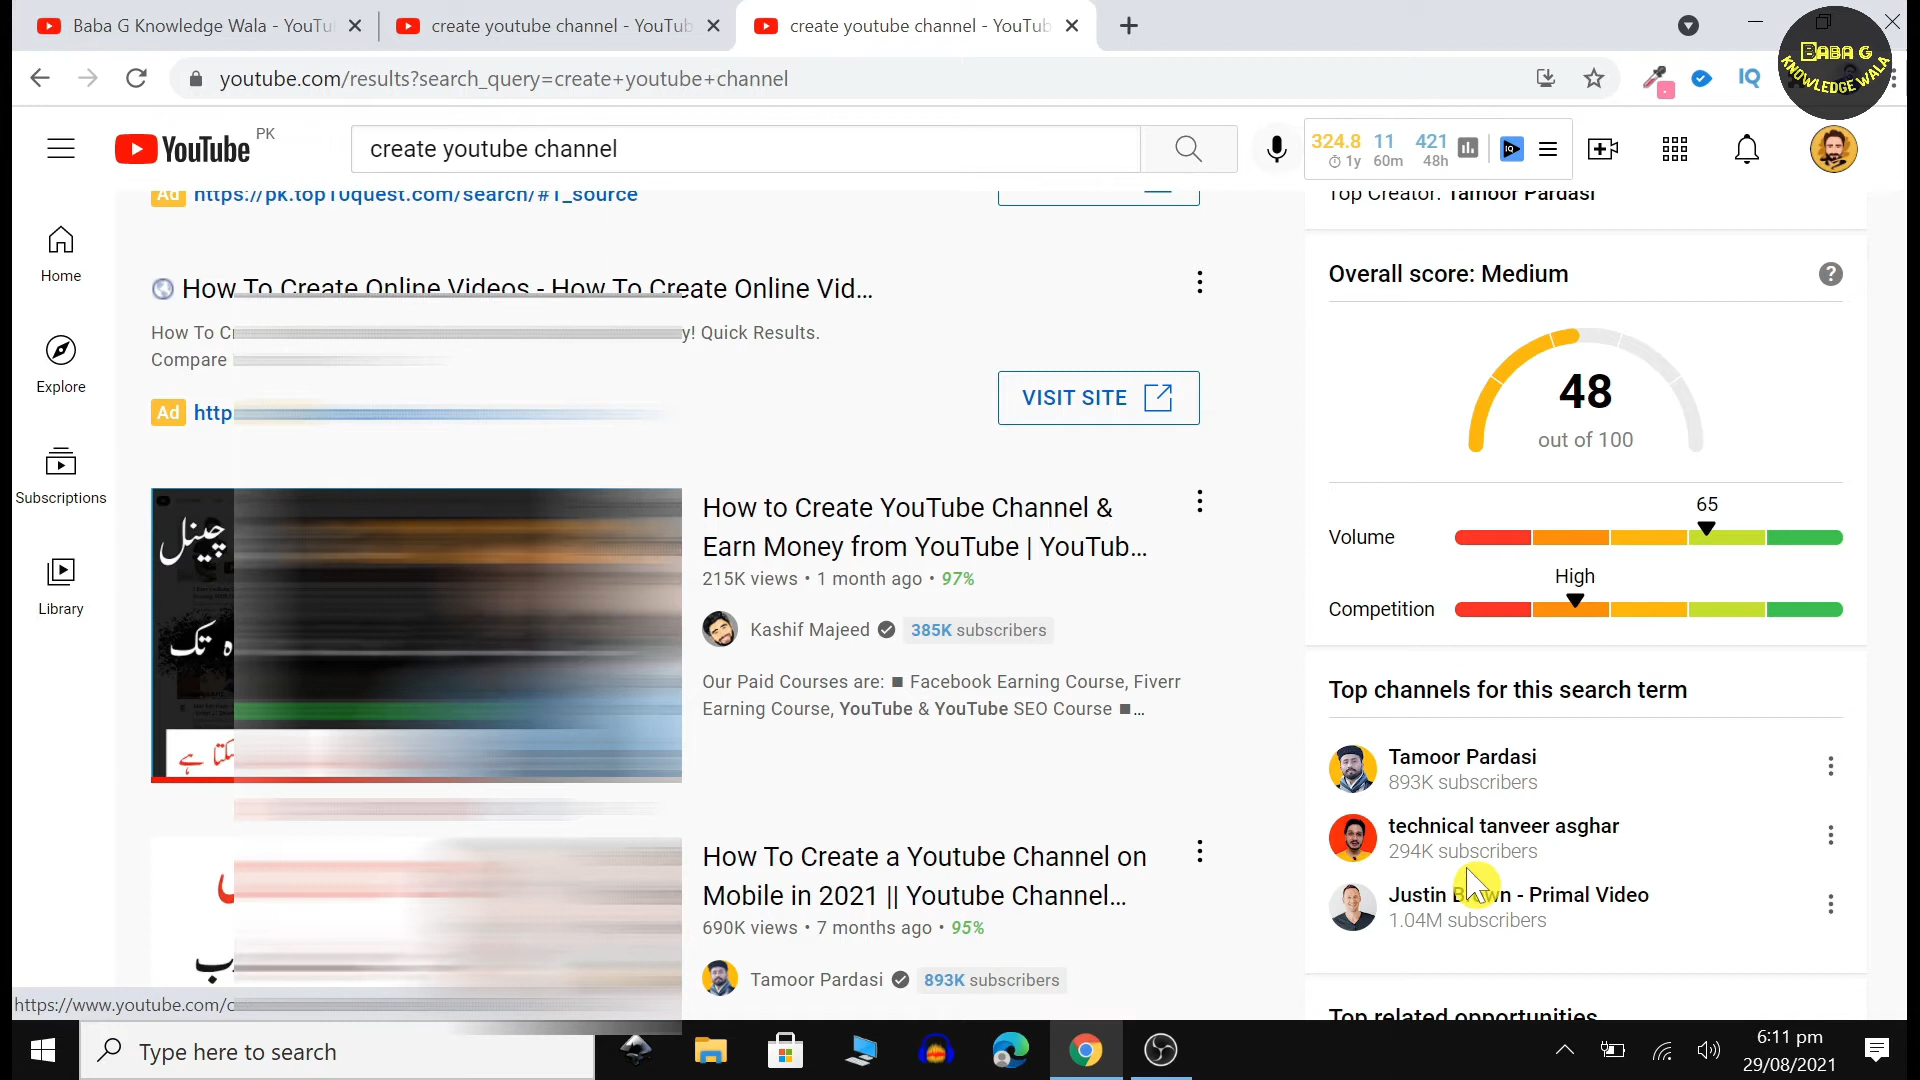 Baba G Knowledge Wala - YouTu
create youtube channel - YouTub
create youtube channel - YouTub
BABA G
KNOWLEDGE WALA
youtube.com/results?search_query=create+youtube+channel
IQ
YouTube PK
create youtube channel
324.8 11 421
1y 60m 48h
IQ
Home
Explore
Subscriptions
Library
Ad https://pk.top10quest.com/search/#1_source
How To Create Online Videos - How To Create Online Vid...
How To C
y! Quick Results.
Compare
Ad http
VISIT SITE
چینل
ہ تک
سکتا ہے
How to Create YouTube Channel &
Earn Money from YouTube | YouTub...
215K views • 1 month ago • 97%
Kashif Majeed 385K subscribers
Our Paid Courses are: ■ Facebook Earning Course, Fiverr
Earning Course, YouTube & YouTube SEO Course ■...
How To Create a Youtube Channel on
Mobile in 2021 || Youtube Channel...
690K views • 7 months ago • 95%
Tamoor Pardasi 893K subscribers
Top Creator: Tamoor Pardasi
Overall score: Medium
?
48
out of 100
65
Volume
High
Competition
Top channels for this search term
Tamoor Pardasi
893K subscribers
technical tanveer asghar
294K subscribers
Justin Brown - Primal Video
1.04M subscribers
Top related opportunities
https://www.youtube.com/c
Type here to search
6:11 pm
29/08/2021